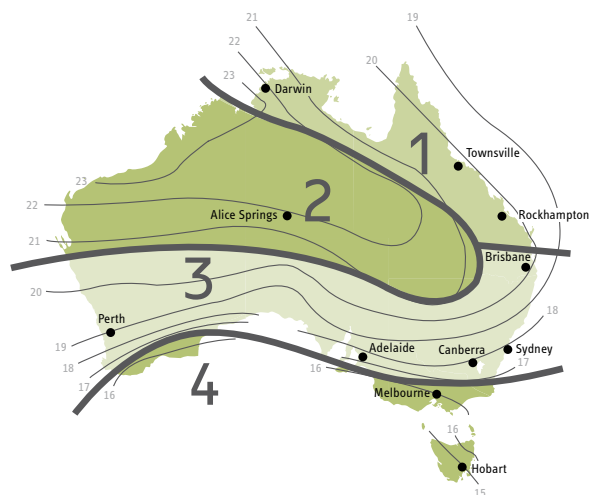 19
21
22
20
23
Darwin
1
Townsville
23
2
22
Alice Springs
Rockhampton
21
Brisbane
3
20
Perth
18
19
Adelaide
Canberra
Sydney
18
16
17
17
4
16
Melbourne
16
Hobart
15